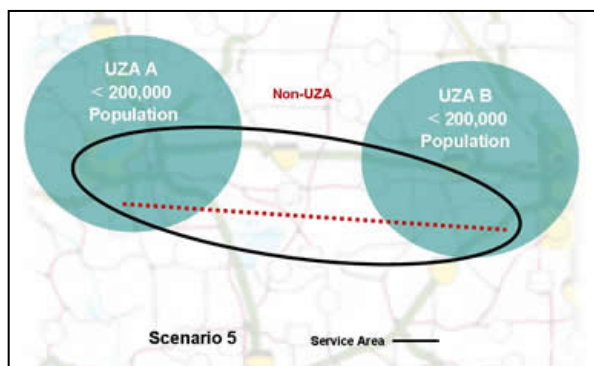 UZA A
< 200,000
Population
Non-UZA
UZA B
< 200,000
Population
Scenario 5
Service Area